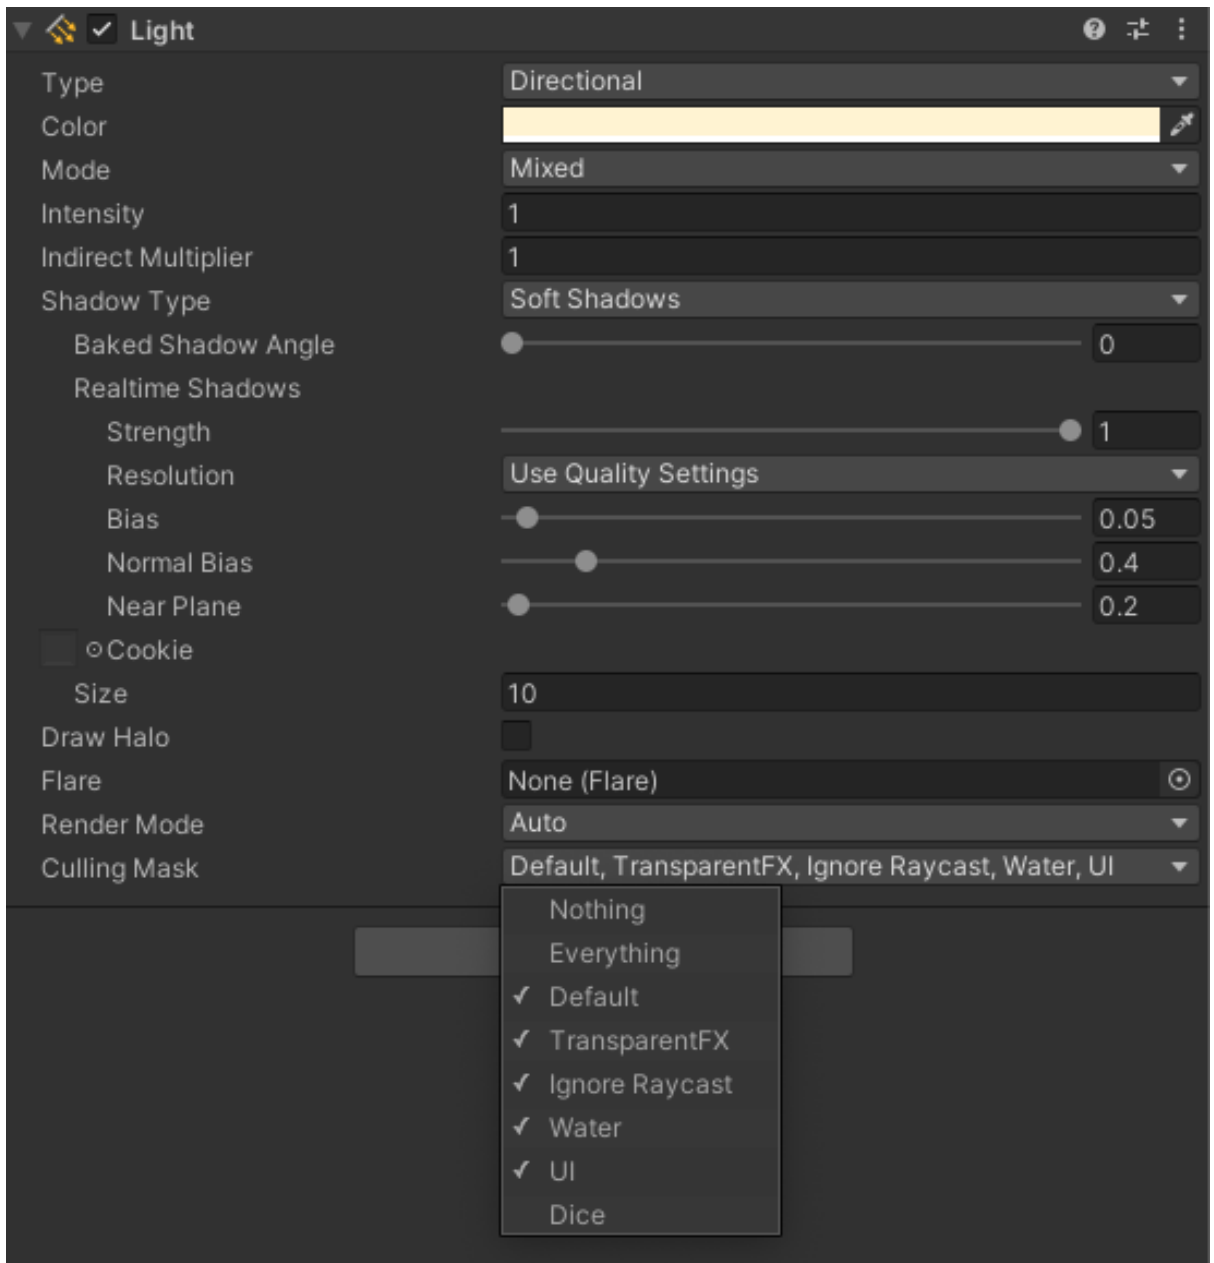 Light
Type Directional
Color
Mode Mixed
Intensity 1
Indirect Multiplier 1
Shadow Type Soft Shadows
Baked Shadow Angle 0
Realtime Shadows
Strength 1
Resolution Use Quality Settings
Bias 0.05
Normal Bias 0.4
Near Plane 0.2
Cookie
Size 10
Draw Halo
Flare None (Flare)
Render Mode Auto
Culling Mask Default, TransparentFX, Ignore Raycast, Water, UI
Nothing
Everything
Default
TransparentFX
Ignore Raycast
Water
UI
Dice